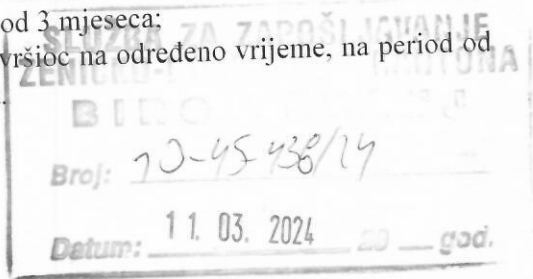 od 3 mjeseca;
SLUŽBA ZA ZAPOŠLJAVANJE
vršioc na određeno vrijeme, na period od
ZENIČKO- KANTONA
BIRO
Broj: 10-45-438/24
Datum: 11. 03. 2024 20 __ god.